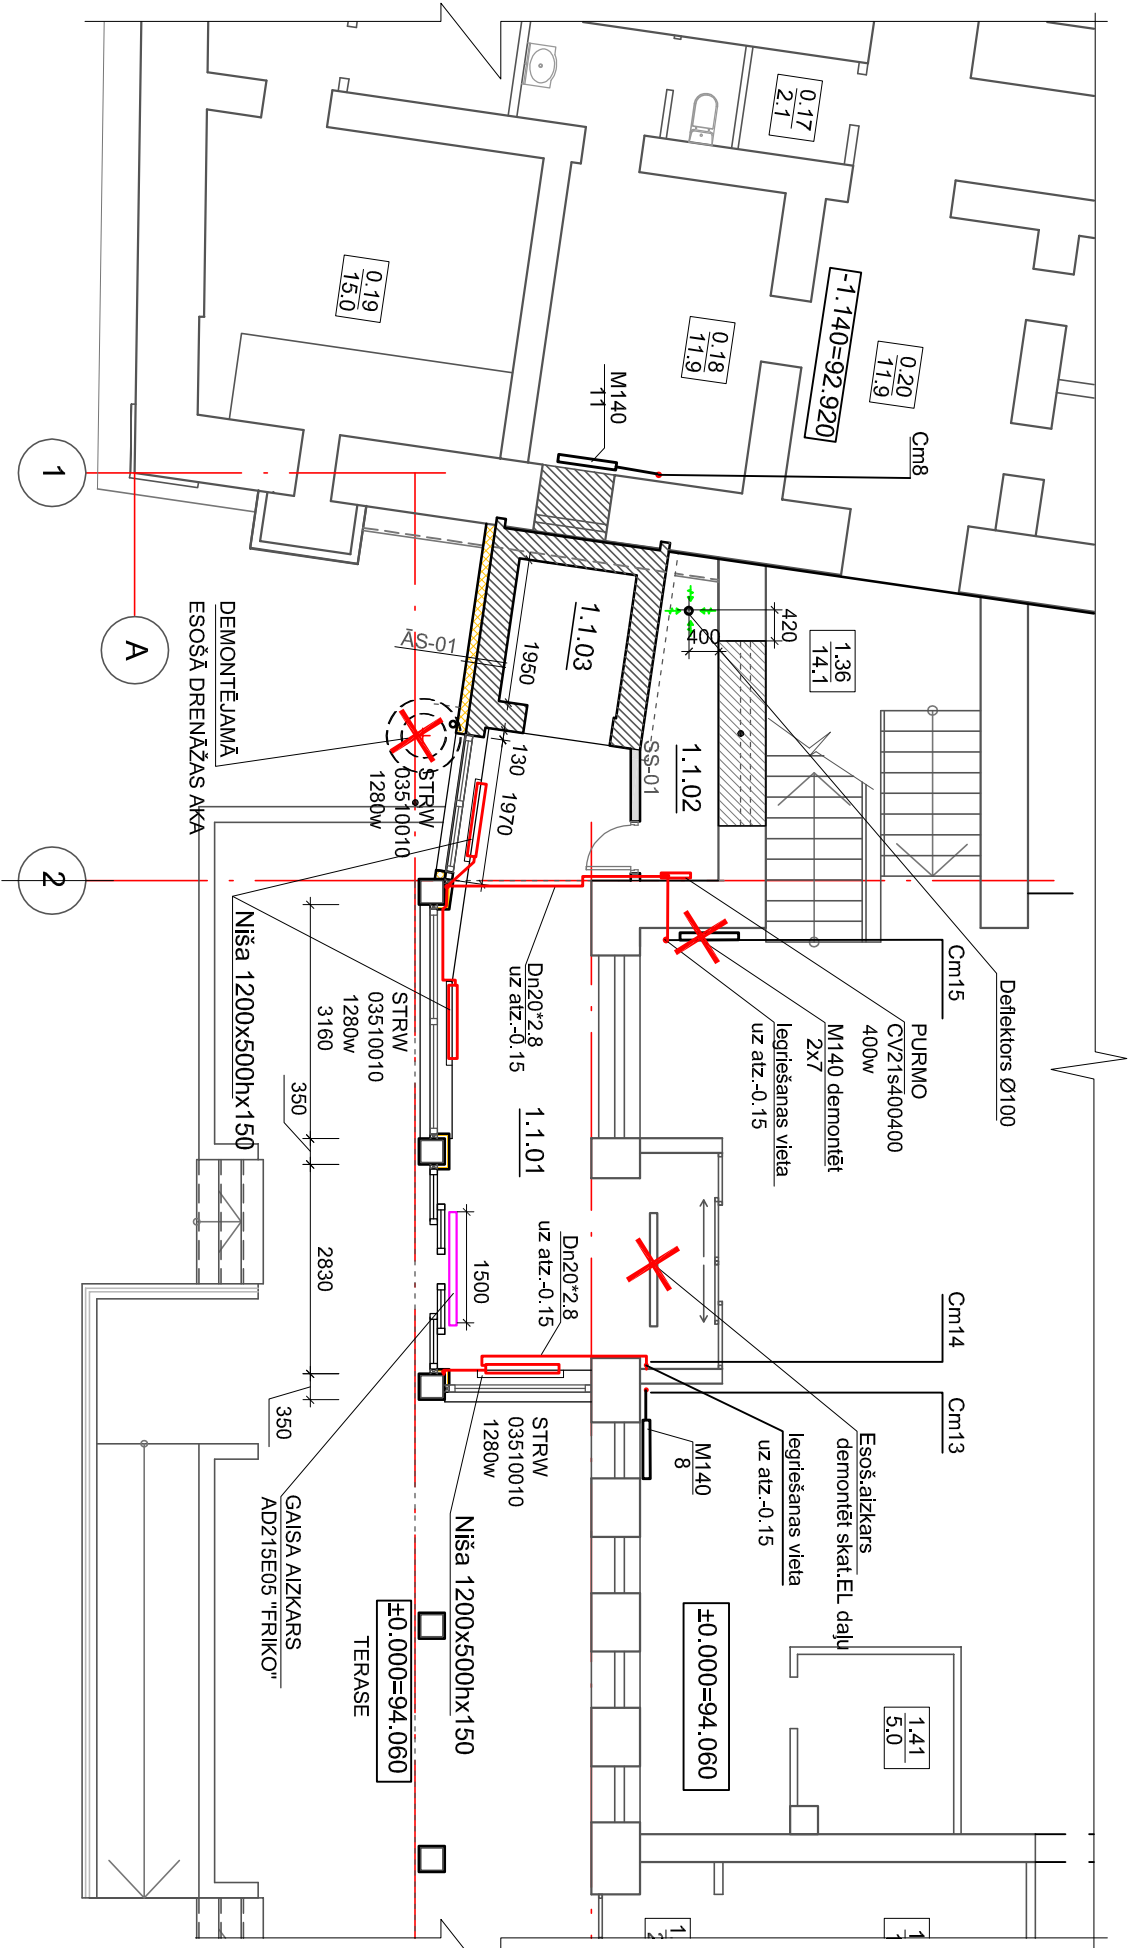 0.17
2.1
0.19
15.0
0.18
11.9
-1.140=92.920
0.20
11.9
M140
11
Cm8
1
A
2
DEMONTĒJAMĀ
ESOŠĀ DRENĀŽAS AKA
ĀS-01
1.1.03
1950
130
1970
SS-01
1.1.02
400
420
1.36
14.1
STRW
03510010
1280w
Niša 1200x500hx150
STRW
03510010
1280w
3160
350
Dn20*2.8
uz atz.-0.15
1.1.01
Cm15
Deflektors Ø100
PURMO
CV21s400400
400w
M140 demontēt
2x7
Iegriešanas vieta
uz atz.-0.15
2830
350
1500
Dn20*2.8
uz atz.-0.15
Cm14
Cm13
STRW
03510010
1280w
M140
8
Iegriešanas vieta
uz atz.-0.15
Esoš.aizkars
demontēt skat.EL daļu
GAISA AIZKARS
AD215E05 "FRIKO"
Niša 1200x500hx150
±0.000=94.060
TERASE
±0.000=94.060
1.41
5.0